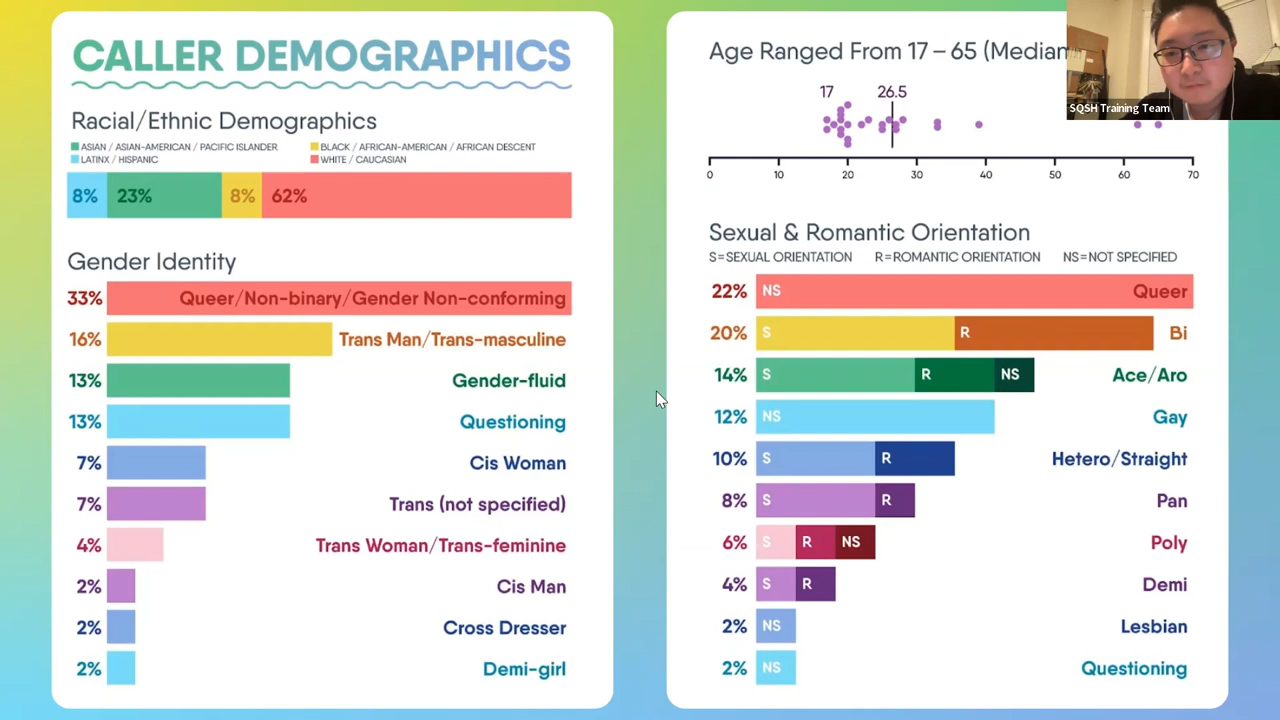 CALLER DEMOGRAPHICS
Racial/Ethnic Demographics
ASIAN / ASIAN-AMERICAN / PACIFIC ISLANDER
BLACK / AFRICAN-AMERICAN / AFRICAN DESCENT
LATINX / HISPANIC
WHITE / CAUCASIAN
8% 23% 8% 62%
Gender Identity
33% Queer/Non-binary/Gender Non-conforming
16% Trans Man/Trans-masculine
13% Gender-fluid
13% Questioning
7% Cis Woman
7% Trans (not specified)
4% Trans Woman/Trans-feminine
2% Cis Man
2% Cross Dresser
2% Demi-girl
Age Ranged From 17 – 65 (Median
SQSH Training Team
17 26.5
0 10 20 30 40 50 60 70
Sexual & Romantic Orientation
S=SEXUAL ORIENTATION R=ROMANTIC ORIENTATION NS=NOT SPECIFIED
22% NS Queer
20% S R Bi
14% S R NS Ace/Aro
12% NS Gay
10% S R Hetero/Straight
8% S R Pan
6% S R NS Poly
4% S R Demi
2% NS Lesbian
2% NS Questioning